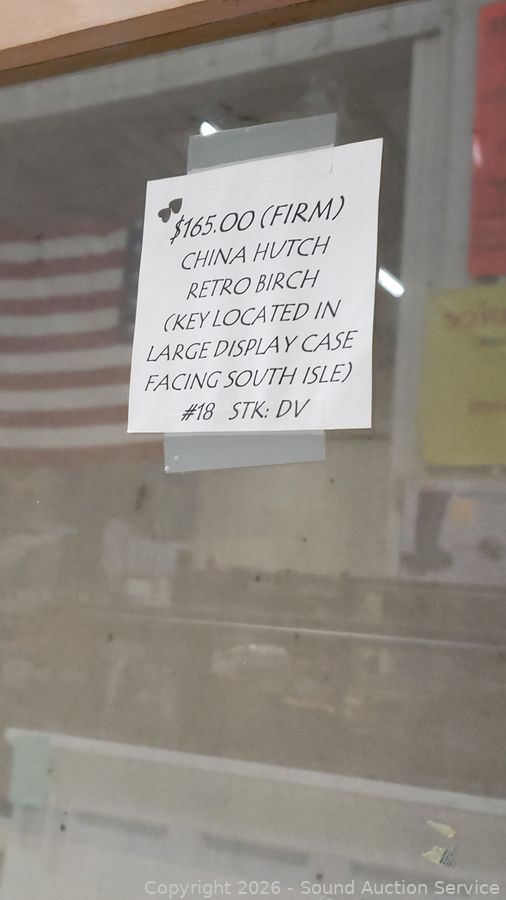 $165.00 (FIRM)
CHINA HUTCH
RETRO BIRCH
(KEY LOCATED IN
LARGE DISPLAY CASE
FACING SOUTH ISLE)
#18 STK: DV
Copyright 2026 - Sound Auction Service